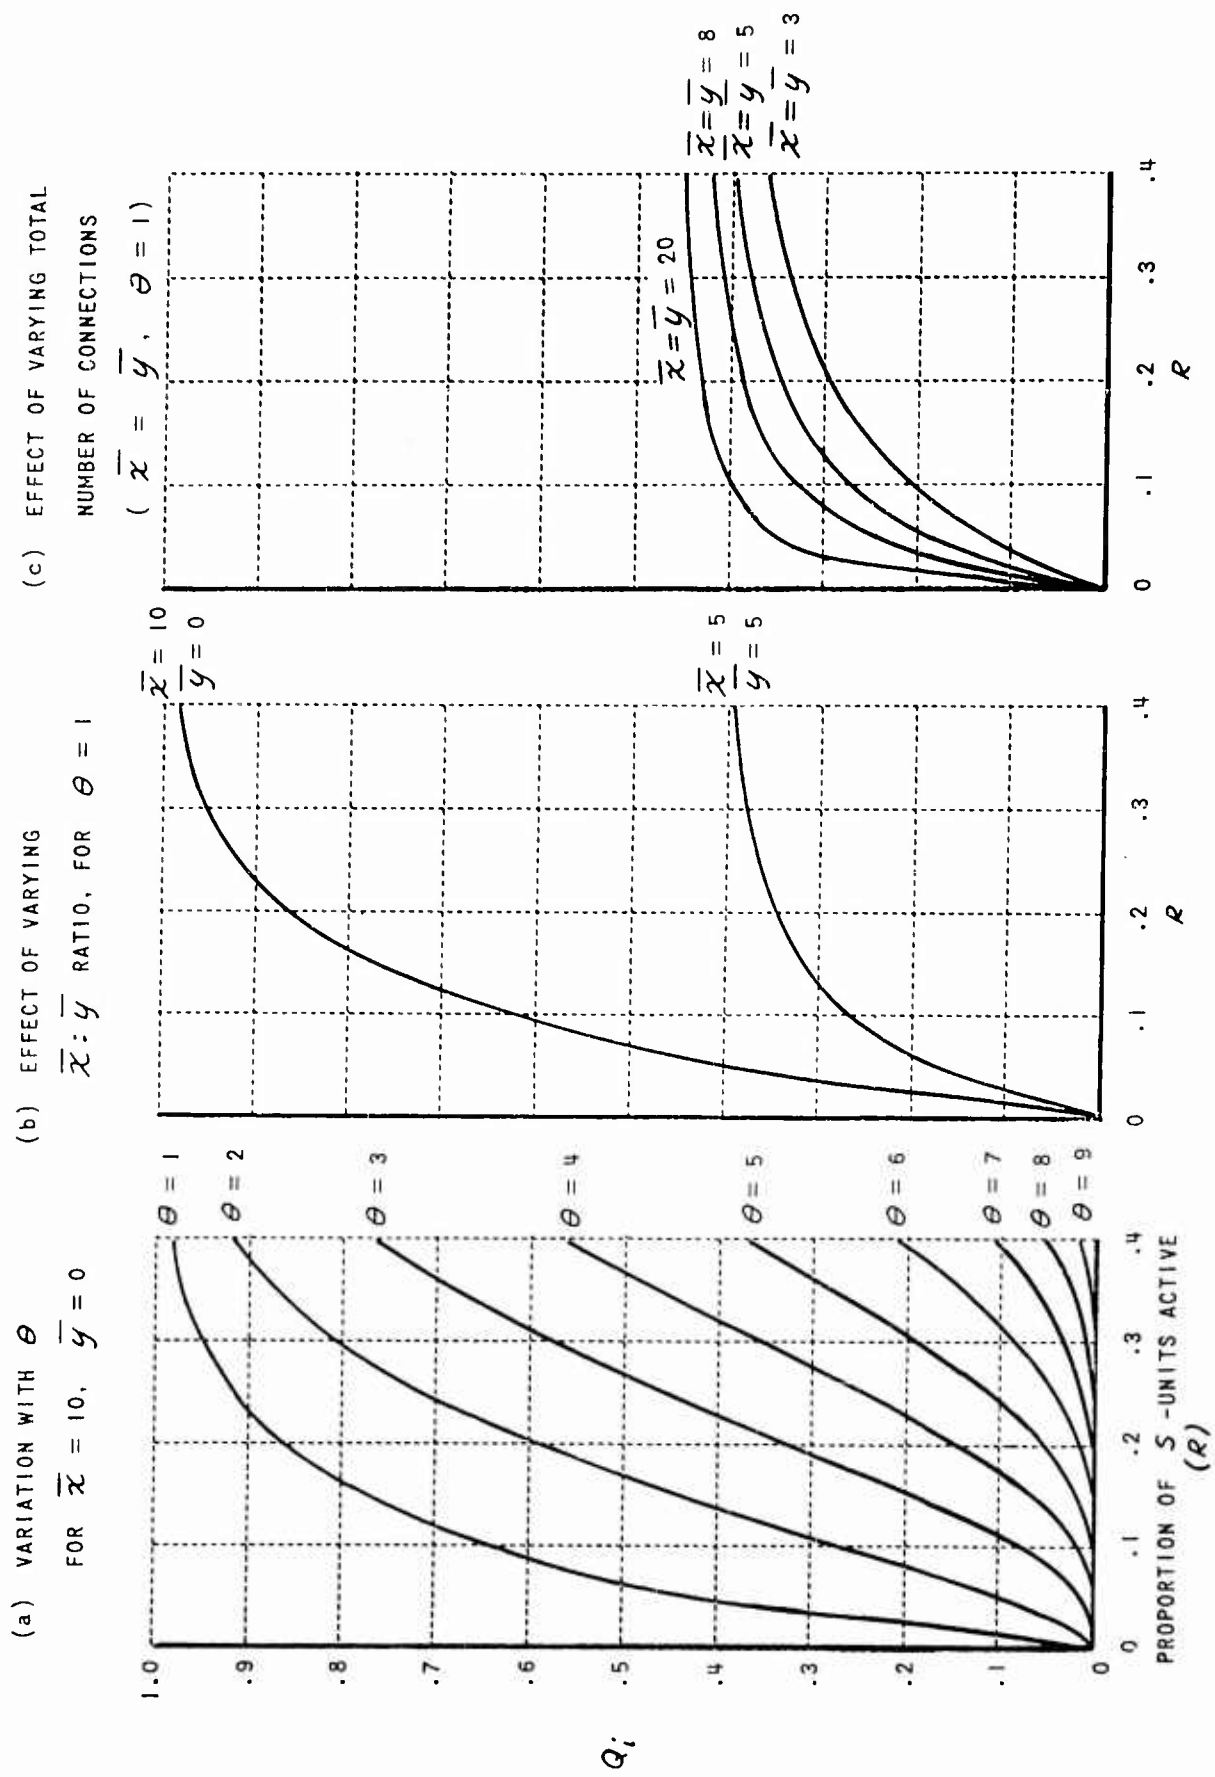 (a) VARIATION WITH θ
FOR x̅ = 10, y̅ = 0
θ = 1
θ = 2
θ = 3
θ = 4
θ = 5
θ = 6
θ = 7
θ = 8
θ = 9
1.0
.9
.8
.7
.6
.5
.4
.3
.2
.1
0
Qi
0
.1
.2
.3
.4
PROPORTION OF S -UNITS ACTIVE
(R)
(b) EFFECT OF VARYING
x̅ : y̅ RATIO, FOR θ = 1
x̅ = 10
y̅ = 0
x̅ = 5
y̅ = 5
0
.1
.2
.3
.4
R
(c) EFFECT OF VARYING TOTAL
NUMBER OF CONNECTIONS
( x̅ = y̅ , θ = 1)
x̅ = y̅ = 20
x̅ = y̅ = 8
x̅ = y̅ = 5
x̅ = y̅ = 3
0
.1
.2
.3
.4
R